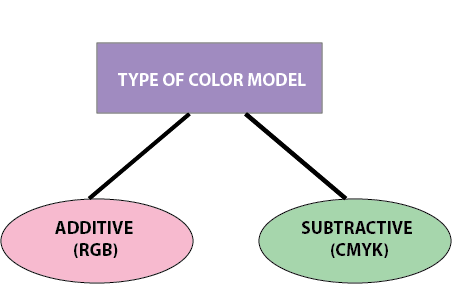 TYPE OF COLOR MODEL
ADDITIVE
(RGB)
SUBTRACTIVE
(CMYK)